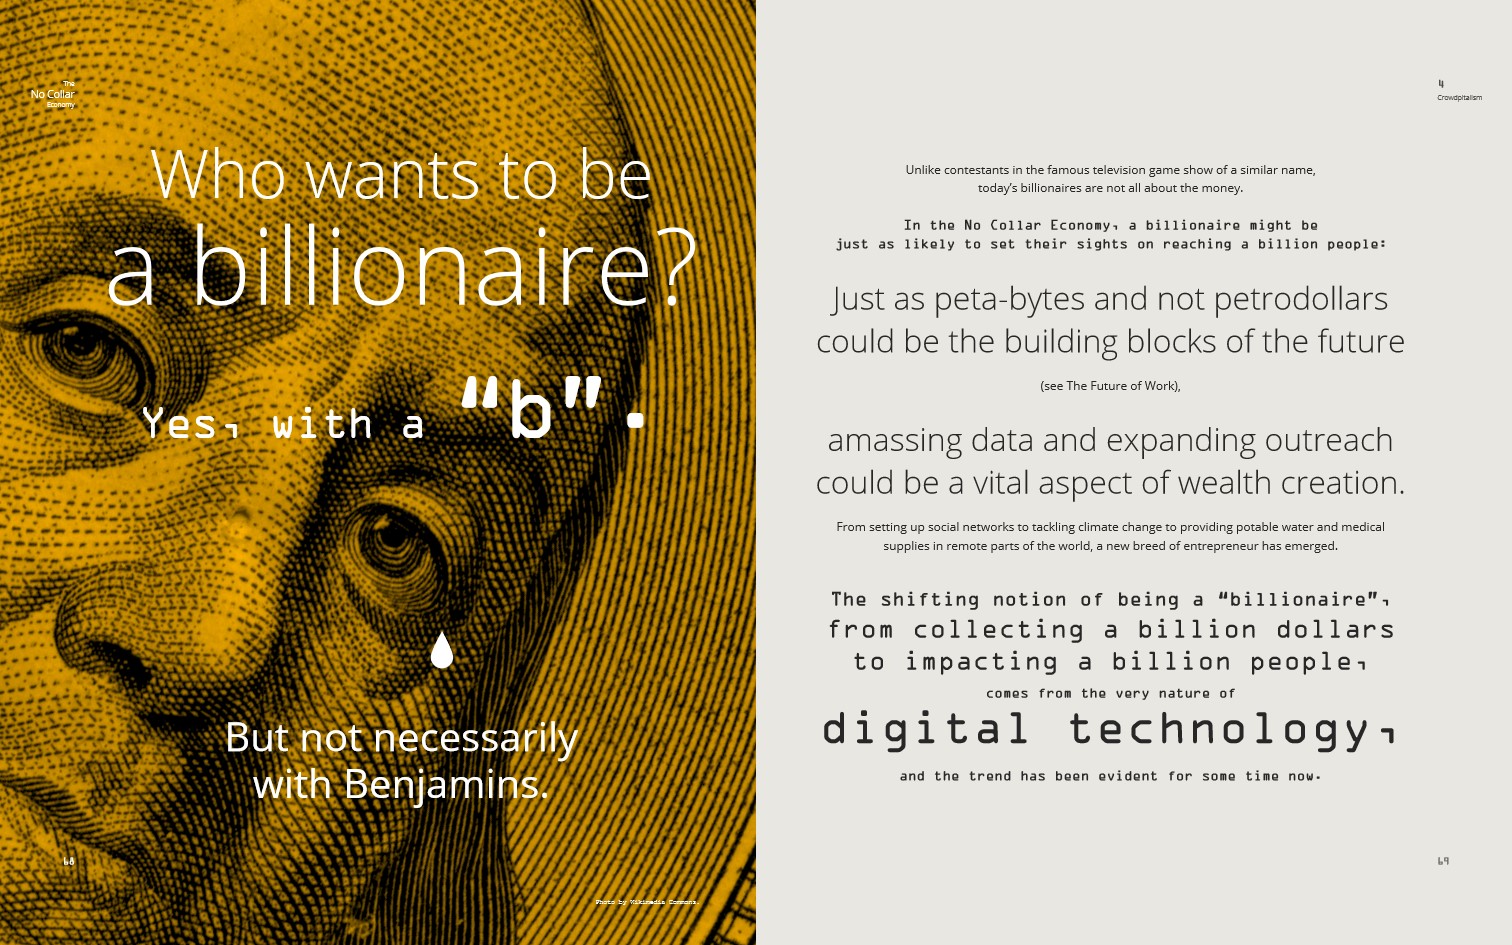 The
No Collar
Economy
Who wants to be
a billionaire?
Yes, with a “b”.
But not necessarily
with Benjamins.
68
Photo by Wikimedia Commons.
4
Crowdpitalism
Unlike contestants in the famous television game show of a similar name,
today’s billionaires are not all about the money.
In the No Collar Economy, a billionaire might be
just as likely to set their sights on reaching a billion people:
Just as peta-bytes and not petrodollars
could be the building blocks of the future
(see The Future of Work),
amassing data and expanding outreach
could be a vital aspect of wealth creation.
From setting up social networks to tackling climate change to providing potable water and medical
supplies in remote parts of the world, a new breed of entrepreneur has emerged.
The shifting notion of being a “billionaire”,
from collecting a billion dollars
to impacting a billion people,
comes from the very nature of
digital technology,
and the trend has been evident for some time now.
69